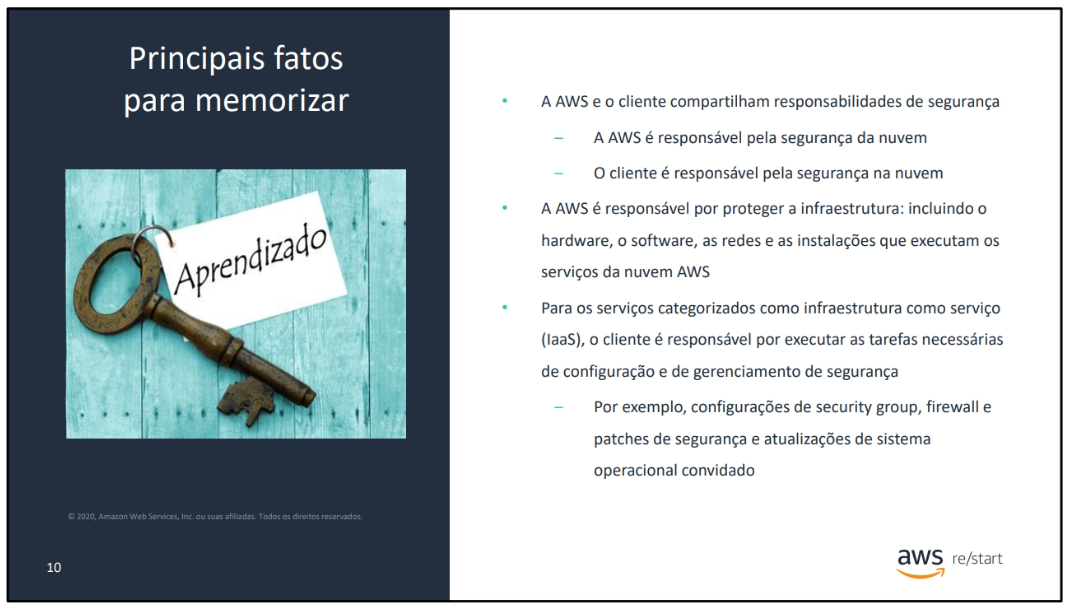 Principais fatos
para memorizar
Aprendizado
© 2020, Amazon Web Services, Inc. ou suas afiliadas. Todos os direitos reservados.
10
• A AWS e o cliente compartilham responsabilidades de segurança
– A AWS é responsável pela segurança da nuvem
– O cliente é responsável pela segurança na nuvem
• A AWS é responsável por proteger a infraestrutura: incluindo o
hardware, o software, as redes e as instalações que executam os
serviços da nuvem AWS
• Para os serviços categorizados como infraestrutura como serviço
(IaaS), o cliente é responsável por executar as tarefas necessárias
de configuração e de gerenciamento de segurança
– Por exemplo, configurações de security group, firewall e
patches de segurança e atualizações de sistema
operacional convidado
aws re/start